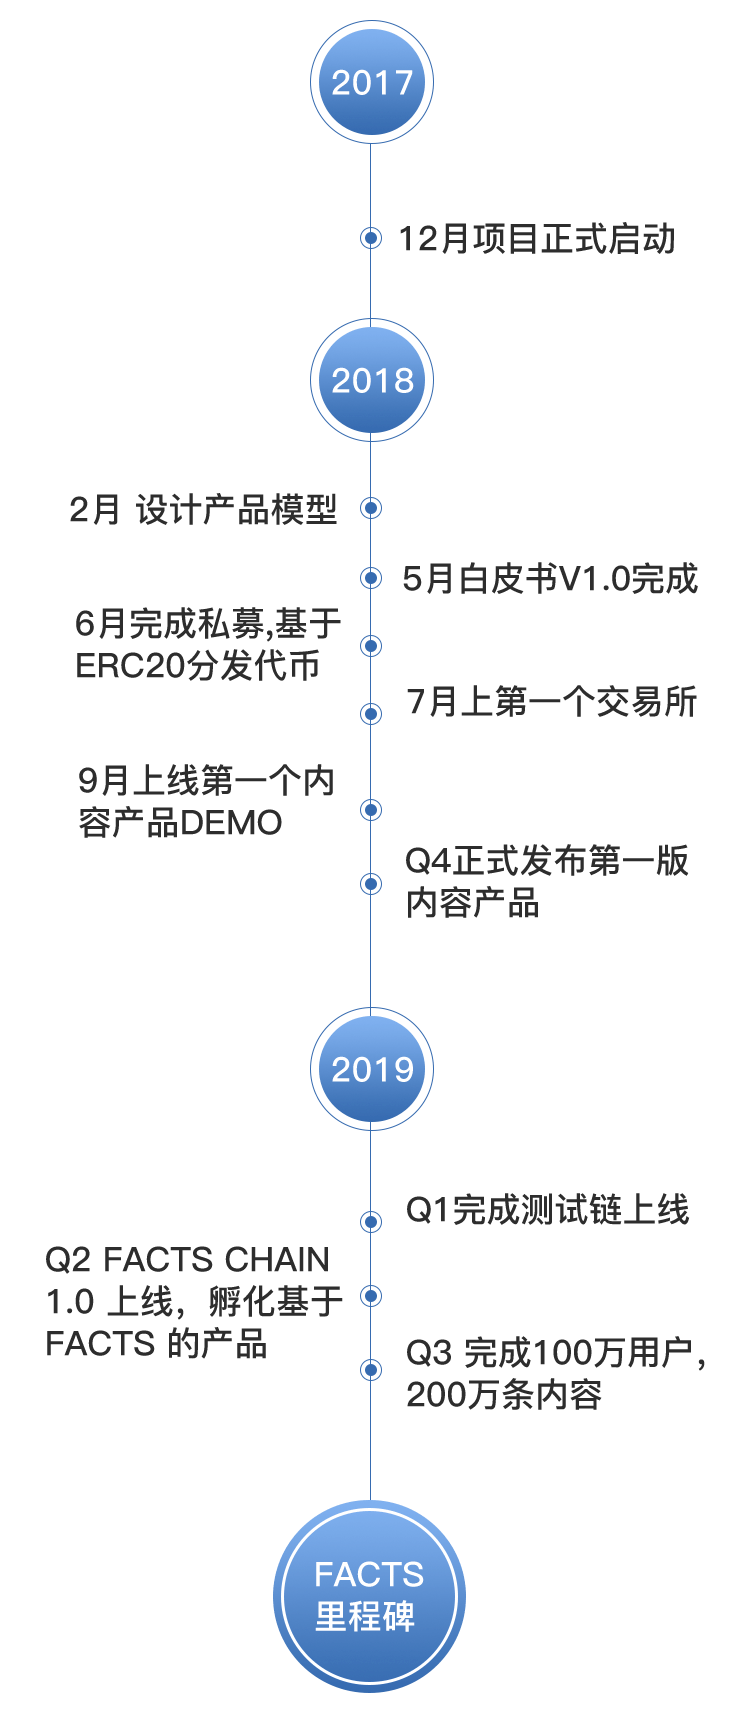 2017
12月项目正式启动
2018
2月 设计产品模型
5月白皮书V1.0完成
6月完成私募,基于
ERC20分发代币
7月上第一个交易所
9月上线第一个内
容产品DEMO
Q4正式发布第一版
内容产品
2019
Q1完成测试链上线
Q2 FACTS CHAIN
1.0 上线，孵化基于
FACTS 的产品
Q3 完成100万用户,
200万条内容
FACTS
里程碑